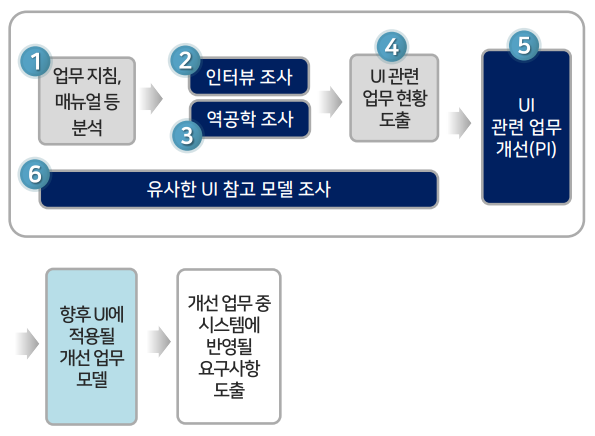 1
업무 지침,
매뉴얼 등
분석
2
인터뷰 조사
3
역공학 조사
4
UI 관련
업무 현황
도출
5
UI
관련 업무
개선(PI)
6
유사한 UI 참고 모델 조사
향후 UI에
적용될
개선 업무
모델
개선 업무 중
시스템에
반영될
요구사항
도출